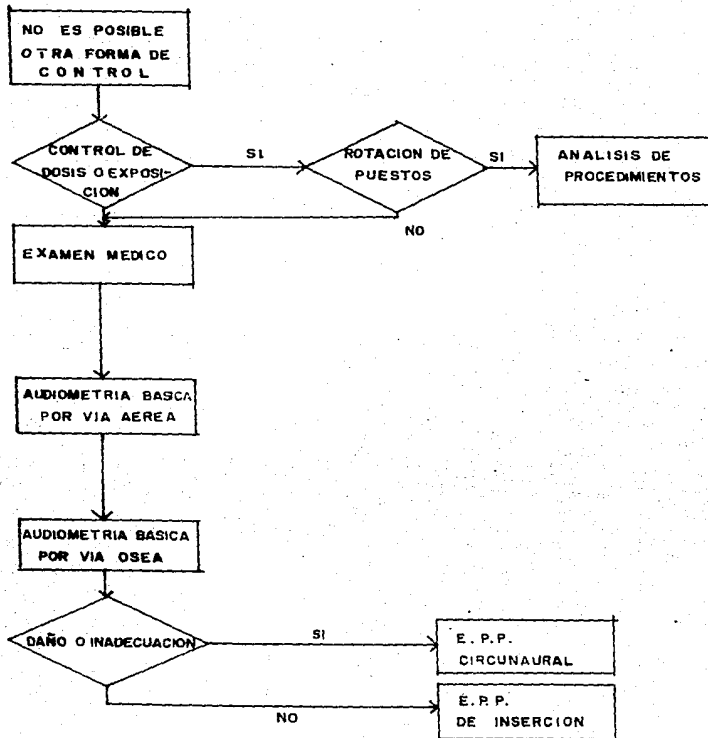 NO ES POSIBLE
OTRA FORMA DE
CONTROL
CONTROL DE
DOSIS O EXPOSI-
CION
SI
ROTACION DE
PUESTOS
SI
ANALISIS DE
PROCEDIMIENTOS
NO
EXAMEN MEDICO
AUDIOMETRIA BASICA
POR VIA AEREA
AUDIOMETRIA BASICA
POR VIA OSEA
DAÑO O INADECUACION
SI
E. P. P.
CIRCUNAURAL
NO
E. P. P.
DE INSERCION